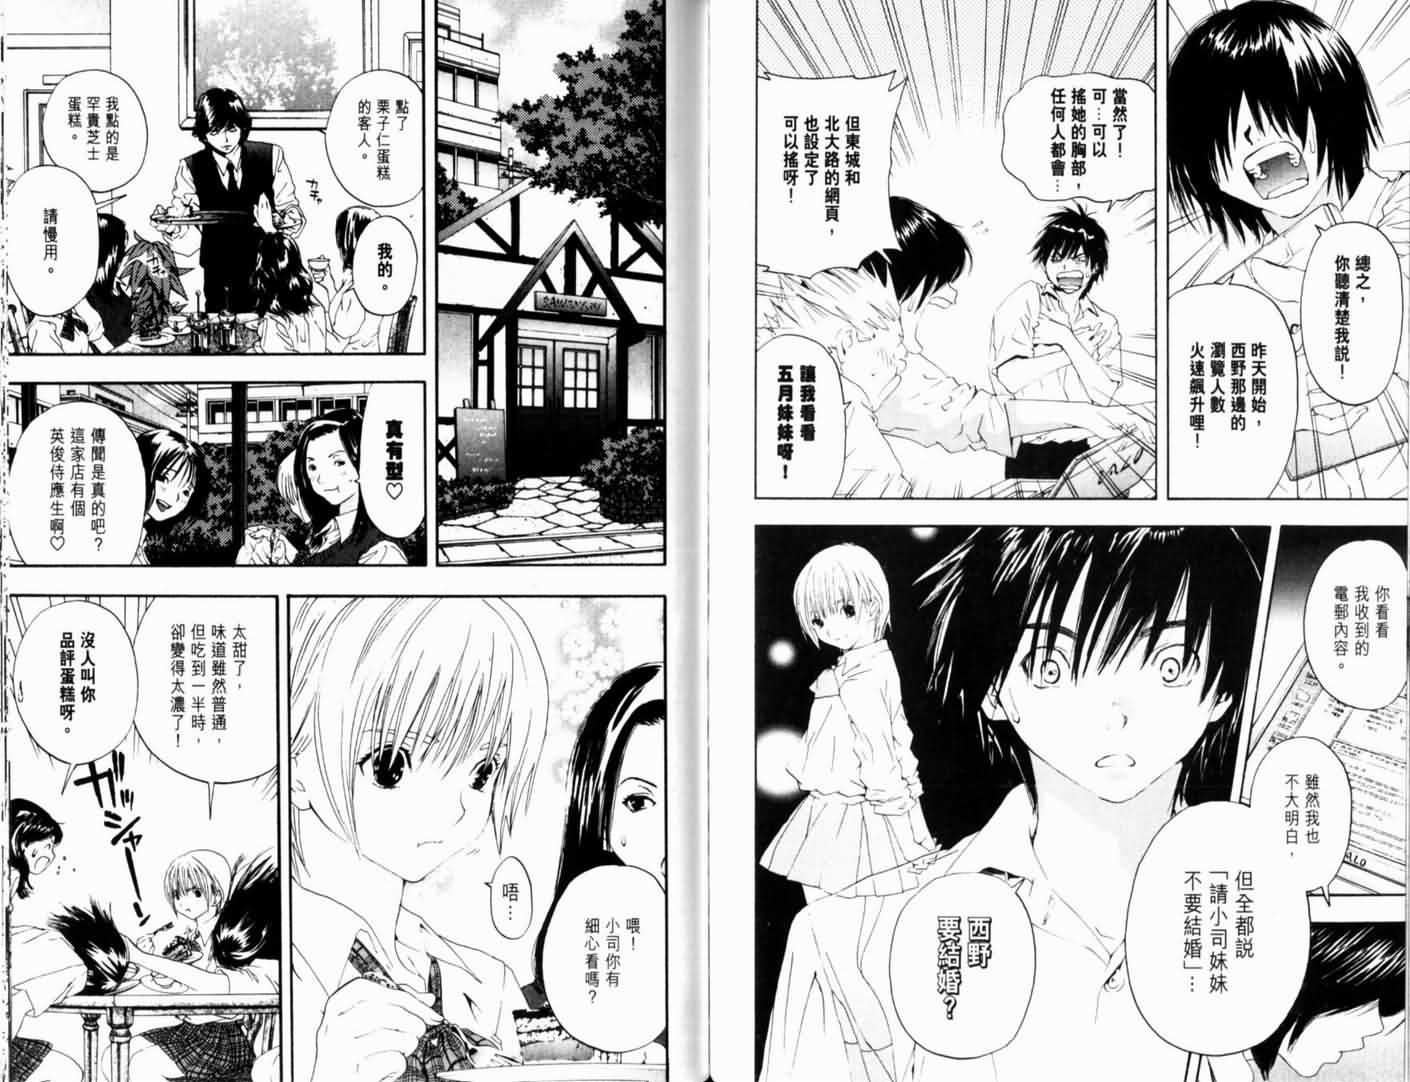 總之，
你聽清楚我說！
昨天開始，
西野那邊的
瀏覽人數
火速飆升哩！
當然了！
可…可以
搖她的胸部，
任何人都會…
但東城和
北大路的網頁
也設定了
可以搖呀！
讓我看看
五月妹妹呀！
你看看
我收到的
電郵內容。
雖然我也
不大明白，
但全都說
「請小司妹妹
不要結婚」…
西野
要結婚？
點了
栗子仁蛋糕
的客人。
我的。
我點的是
罕貴芝士
蛋糕。
請慢用。
カチャ
真有型♡
傳聞是真的吧？
這家店有個
英俊侍應生啊♡
喂！
小司你有
細心看嗎？
唔…
太甜了，
味道雖然普通，
但吃到一半時，
卻變得太濃了！
沒人叫你
品評蛋糕呀。
ガツ